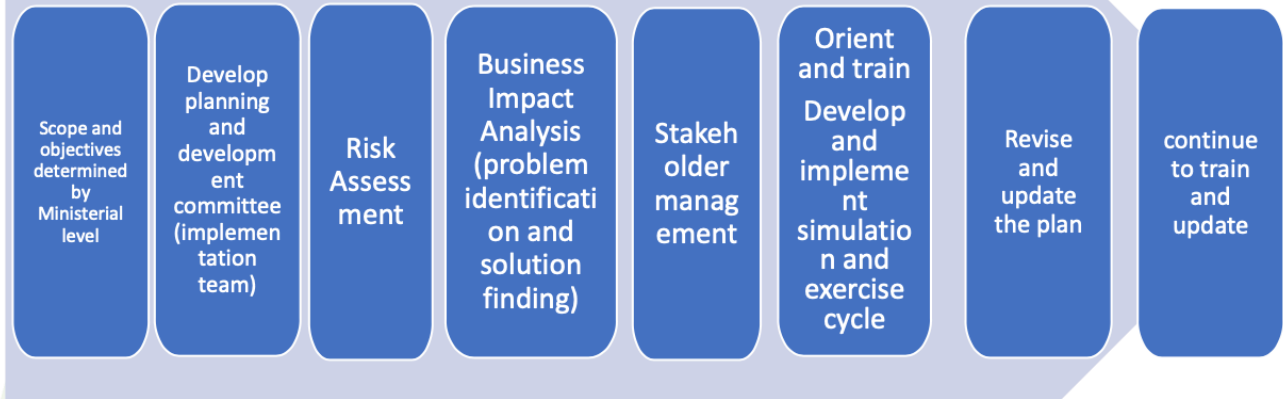 Scope and
objectives
determined
by
Ministerial
level
Develop
planning
and
developm
ent
committee
(implemen
tation
team)
Risk
Assess
ment
Business
Impact
Analysis
(problem
identificati
on and
solution
finding)
Stakeh
older
manag
ement
Orient
and train
Develop
and
impleme
nt
simulatio
n and
exercise
cycle
Revise
and
update
the plan
continue
to train
and
update